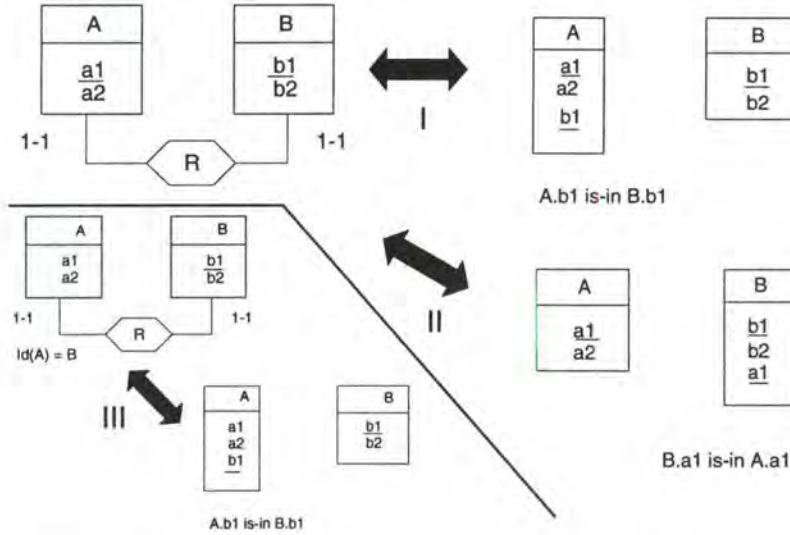 A
a1
a2
B
b1
b2
1-1
R
1-1
I
A
a1
a2
b1
B
b1
b2
A.b1 is-in B.b1
A
a1
a2
B
b1
b2
1-1
R
1-1
Id(A) = B
II
A
a1
a2
B
b1
b2
a1
B.a1 is-in A.a1
III
A
a1
a2
b1
B
b1
b2
A.b1 is-in B.b1